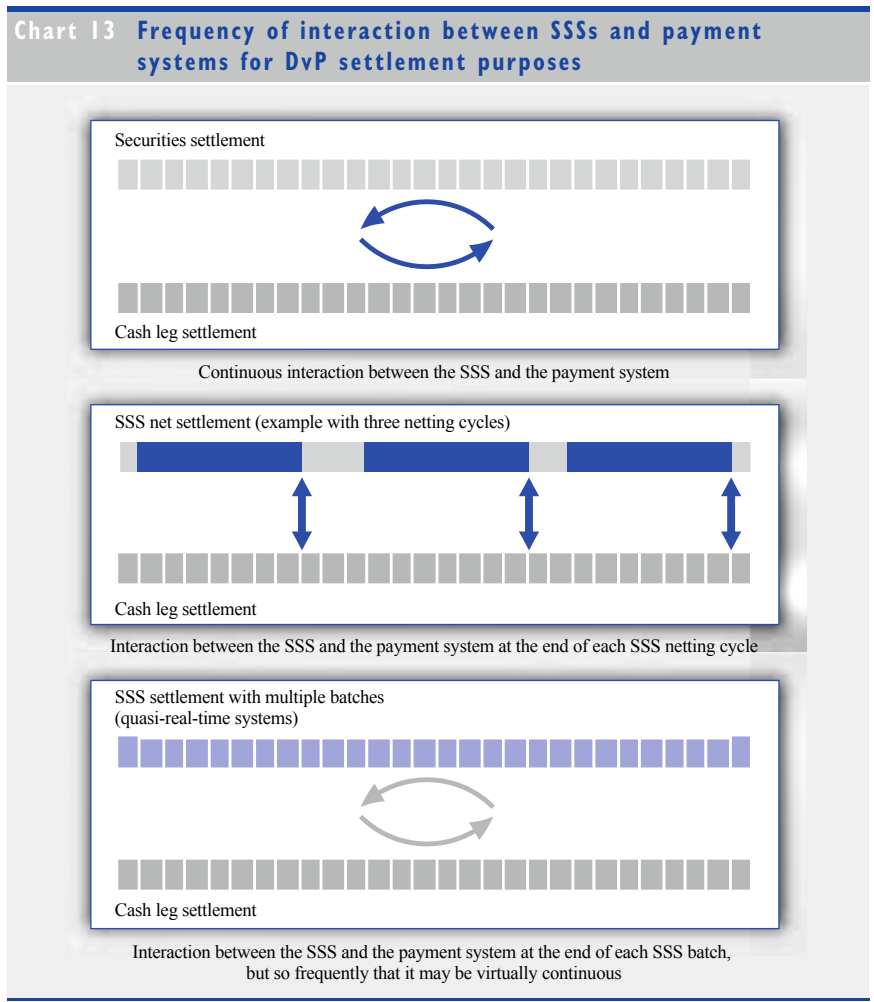 Chart 13 Frequency of interaction between SSSs and payment
systems for DvP settlement purposes
Securities settlement
Cash leg settlement
Continuous interaction between the SSS and the payment system
SSS net settlement (example with three netting cycles)
Cash leg settlement
Interaction between the SSS and the payment system at the end of each SSS netting cycle
SSS settlement with multiple batches
(quasi-real-time systems)
Cash leg settlement
Interaction between the SSS and the payment system at the end of each SSS batch,
but so frequently that it may be virtually continuous